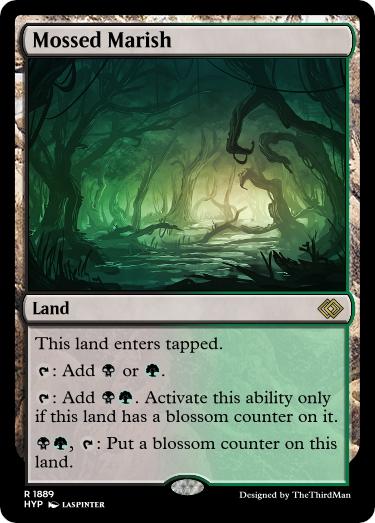 Mossed Marish
Land
This land enters tapped.
: Add or .
: Add . Activate this ability only
if this land has a blossom counter on it.
, : Put a blossom counter on this
land.
R 1889
HYP LASPINTER
Designed by TheThirdMan